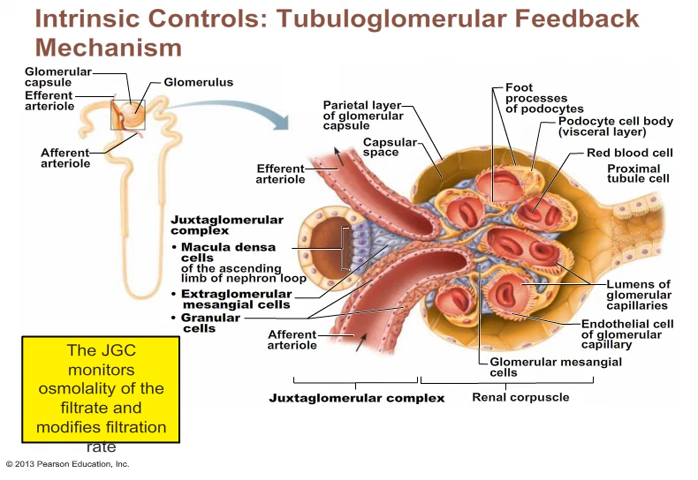 Intrinsic Controls: Tubuloglomerular Feedback
Mechanism
Glomerular
capsule
Glomerulus
Efferent
arteriole
Afferent
arteriole
Parietal layer
of glomerular
capsule
Capsular
space
Efferent
arteriole
Foot
processes
of podocytes
Podocyte cell body
(visceral layer)
Red blood cell
Proximal
tubule cell
Juxtaglomerular
complex
• Macula densa
cells
of the ascending
limb of nephron loop
• Extraglomerular
mesangial cells
• Granular
cells
Afferent
arteriole
Lumens of
glomerular
capillaries
Endothelial cell
of glomerular
capillary
Glomerular mesangial
cells
Juxtaglomerular complex
Renal corpuscle
The JGC
monitors
osmolality of the
filtrate and
modifies filtration
rate
© 2013 Pearson Education, Inc.